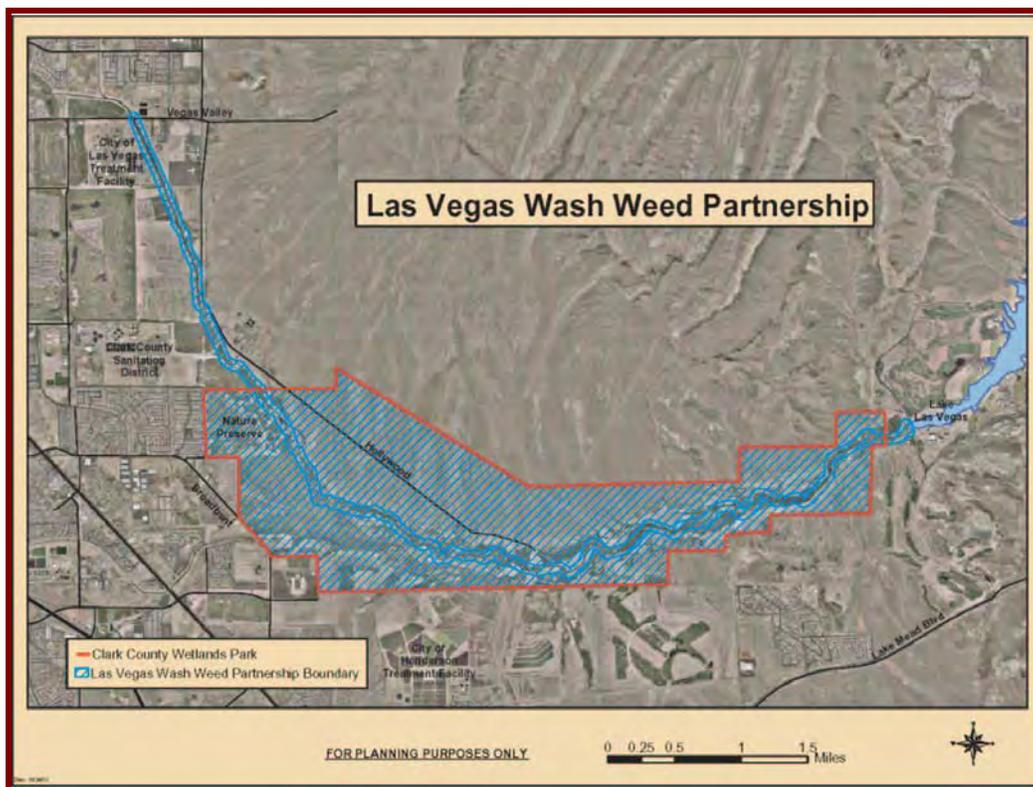 Vegas Valley
City of
Las Vegas
Treatment
Facility
Las Vegas Wash Weed Partnership
County
Sanitation
District
Nature
Preserve
Hollywood
Broadbent
Lake
Las Vegas
Lake Mead Blvd
City of
Henderson
Treatment Facility
Clark County Wetlands Park
Las Vegas Wash Weed Partnership Boundary
FOR PLANNING PURPOSES ONLY
0 0.25 0.5 1 1.5
Miles